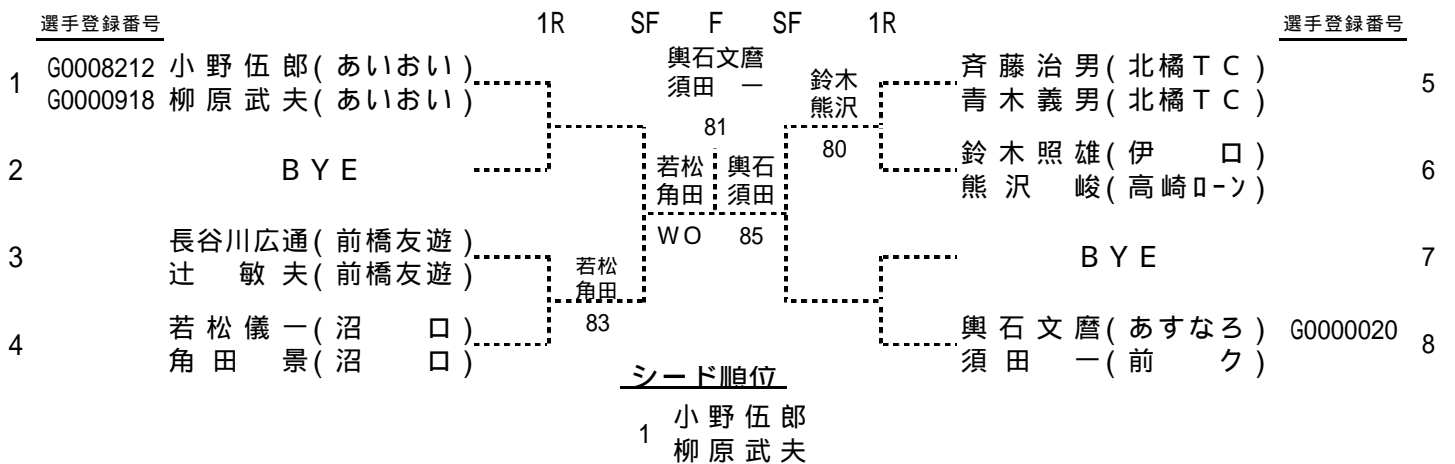 選手登録番号 1R SF F SF 1R 選手登録番号
1 G0008212 小野伍郎(あいおい)
G0000918 柳原武夫(あいおい)
2 BYE
3 長谷川広通(前橋友遊)
辻 敏夫(前橋友遊)
4 若松儀一(沼 ロ)
角田 景(沼 ロ)
若松
角田
83
輿石文麿
須田 一
81
若松
角田
WO
輿石
須田
85
鈴木
熊沢
80
斉藤治男(北橘TC) 5
青木義男(北橘TC)
鈴木照雄(伊 ロ) 6
熊沢 峻(高崎ローン)
BYE 7
輿石文麿(あすなろ) G0000020 8
須田 一(前 ク)
シード順位
1 小野伍郎
柳原武夫